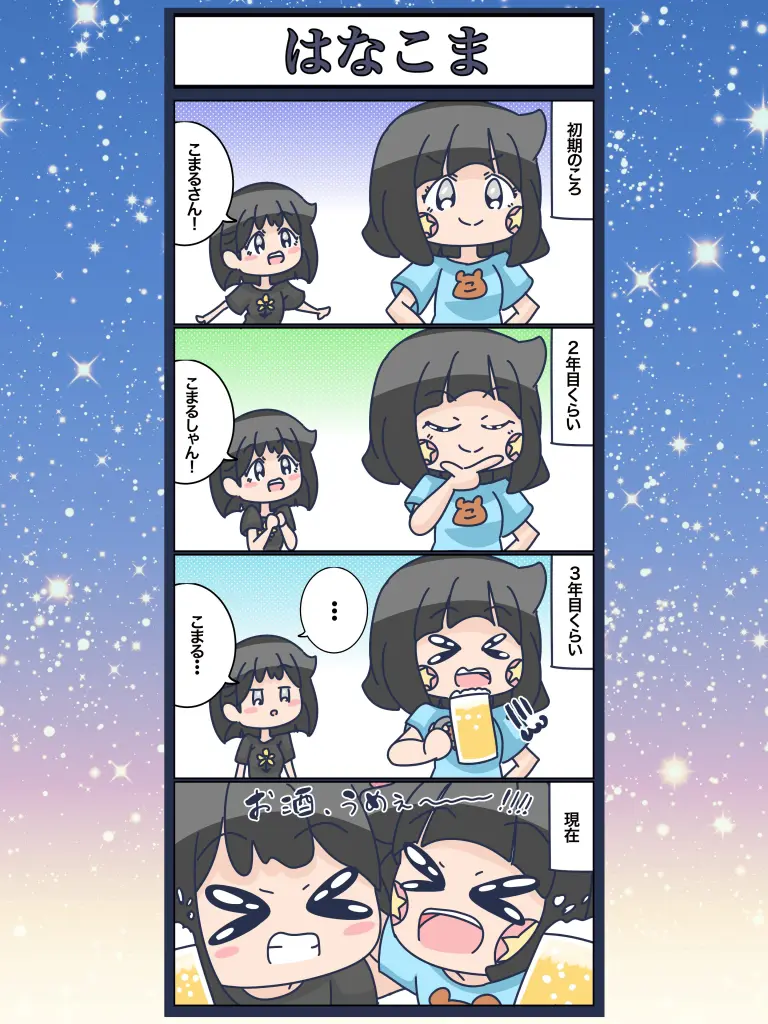 はなこま
初期のころ
こまるさん！
２年目くらい
こまるしゃん！
３年目くらい
…
こまる…
!!!
現在
お酒、うめぇ〜〜!!!!